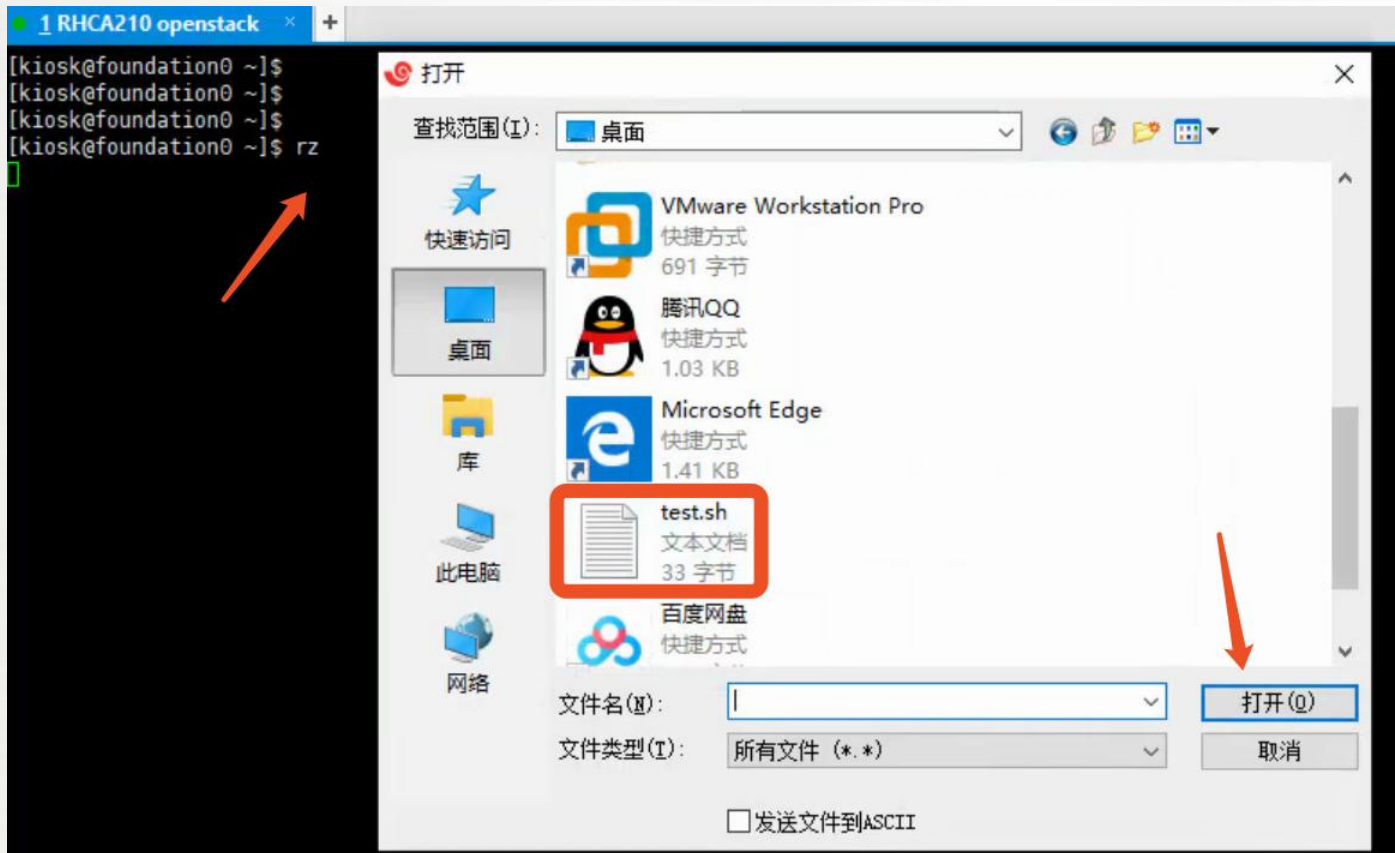 1 RHCA210 openstack × +
[kiosk@foundation0 ~]$
[kiosk@foundation0 ~]$
[kiosk@foundation0 ~]$
[kiosk@foundation0 ~]$ rz
打开
查找范围(I):
桌面
快速访问
桌面
库
此电脑
网络
VMware Workstation Pro
快捷方式
691 字节
腾讯QQ
快捷方式
1.03 KB
Microsoft Edge
快捷方式
1.41 KB
test.sh
文本文档
33 字节
百度网盘
快捷方式
文件名(N):
打开(O)
文件类型(T):
所有文件 (*.*)
取消
发送文件到ASCII